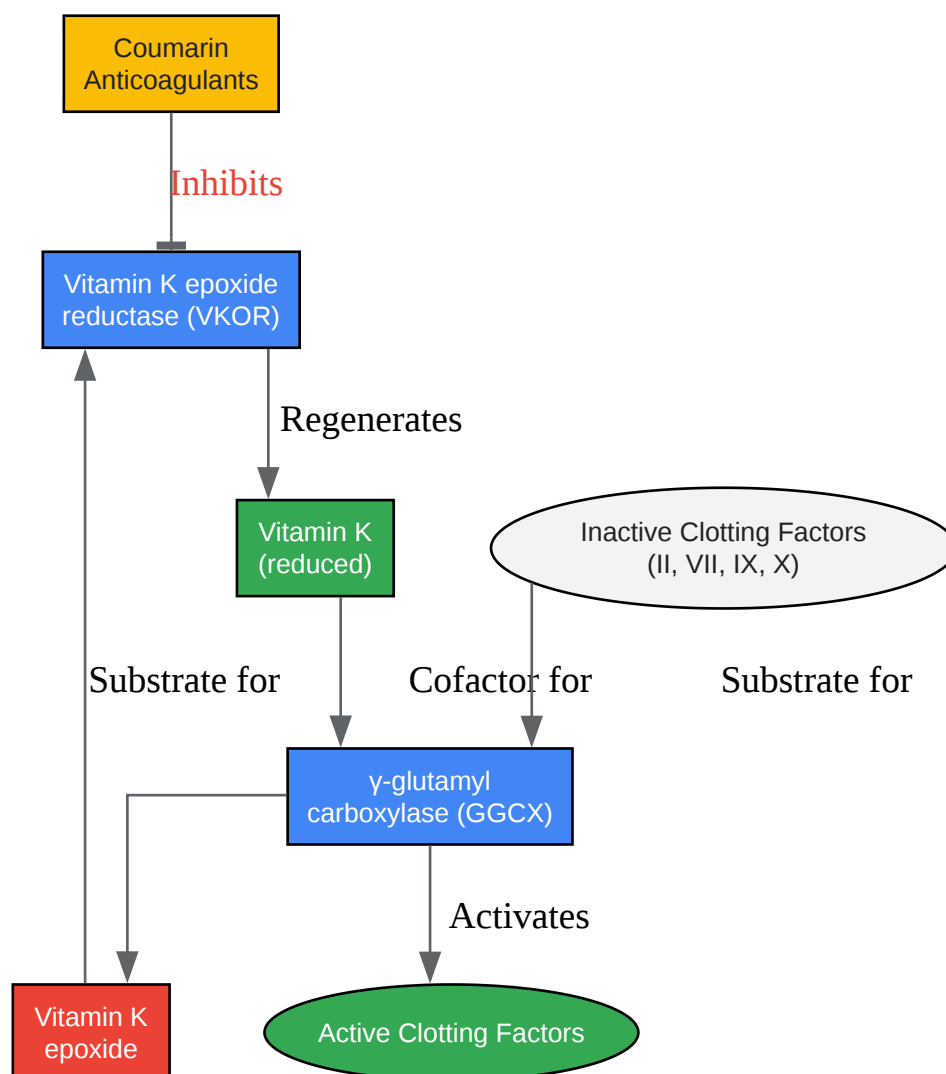 Coumarin
Anticoagulants
Inhibits
Vitamin K epoxide
reductase (VKOR)
Regenerates
Vitamin K
(reduced)
Inactive Clotting Factors
(II, VII, IX, X)
Substrate for
Cofactor for
Substrate for
γ-glutamyl
carboxylase (GGCX)
Activates
Vitamin K
epoxide
Active Clotting Factors